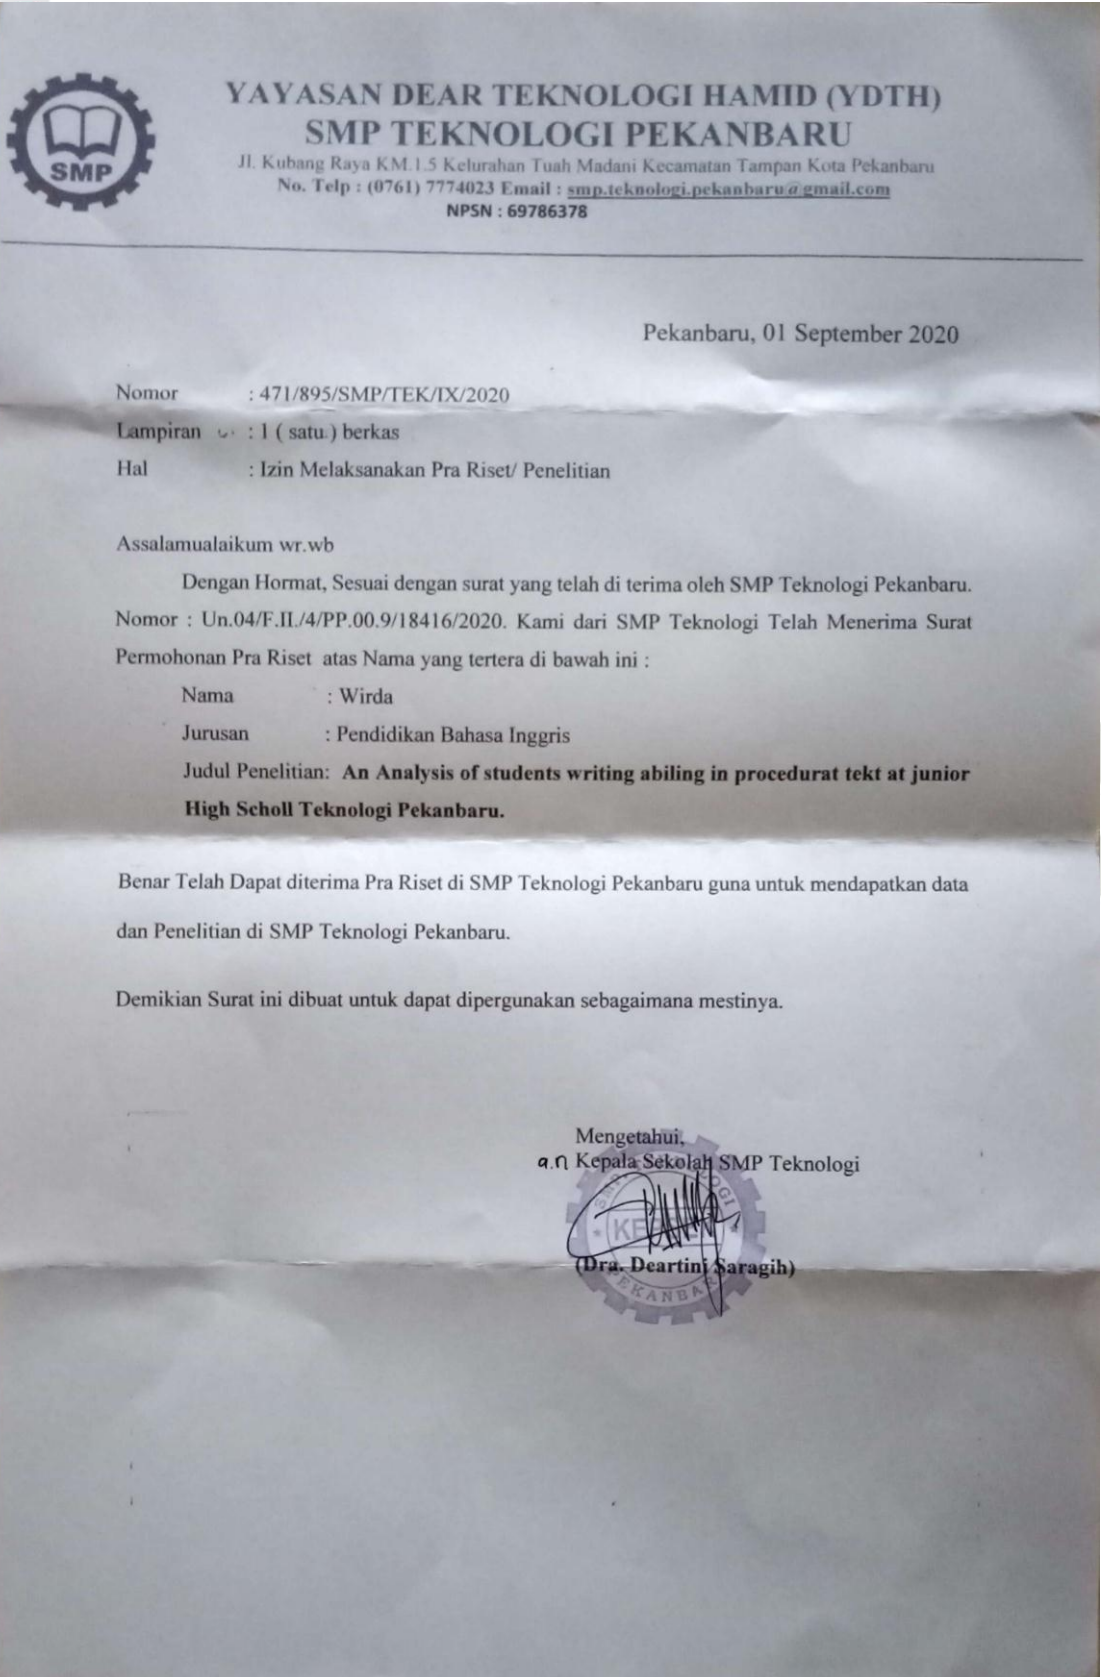 SMP
YAYASAN DEAR TEKNOLOGI HAMID (YDTH)
SMP TEKNOLOGI PEKANBARU
Jl. Kubang Raya KM.1.5 Kelurahan Tuah Madani Kecamatan Tampan Kota Pekanbaru
No. Telp : (0761) 7774023 Email : smp.teknologi.pekanbaru@gmail.com
NPSN : 69786378
Pekanbaru, 01 September 2020
Nomor : 471/895/SMP/TEK/IX/2020
Lampiran : 1 ( satu ) berkas
Hal : Izin Melaksanakan Pra Riset/ Penelitian
Assalamualaikum wr.wb
Dengan Hormat, Sesuai dengan surat yang telah di terima oleh SMP Teknologi Pekanbaru.
Nomor : Un.04/F.II./4/PP.00.9/18416/2020. Kami dari SMP Teknologi Telah Menerima Surat
Permohonan Pra Riset atas Nama yang tertera di bawah ini :
Nama : Wirda
Jurusan : Pendidikan Bahasa Inggris
Judul Penelitian: An Analysis of students writing abiling in procedurat tekt at junior
High Scholl Teknologi Pekanbaru.
Benar Telah Dapat diterima Pra Riset di SMP Teknologi Pekanbaru guna untuk mendapatkan data
dan Penelitian di SMP Teknologi Pekanbaru.
Demikian Surat ini dibuat untuk dapat dipergunakan sebagaimana mestinya.
Mengetahui,
a.n Kepala Sekolah SMP Teknologi
(Dra. Deartini Saragih)
PEKANBARU